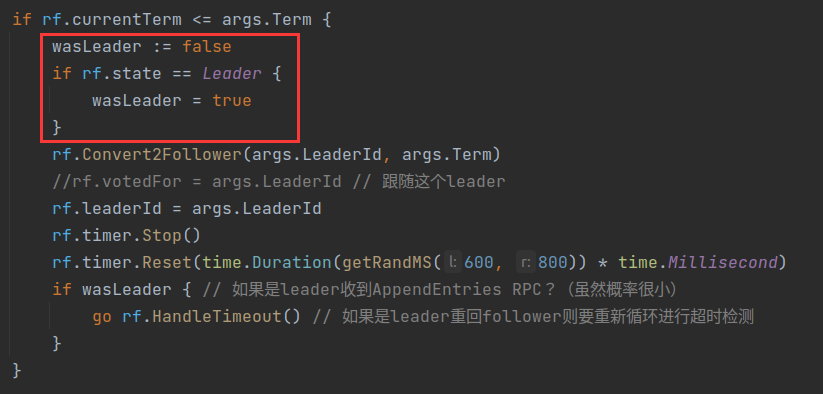 if rf.currentTerm <= args.Term {
wasLeader := false
if rf.state == Leader {
wasLeader = true
}
rf.Convert2Follower(args.LeaderId, args.Term)
//rf.votedFor = args.LeaderId // 跟随这个leader
rf.leaderId = args.LeaderId
rf.timer.Stop()
rf.timer.Reset(time.Duration(getRandMS( l: 600, r: 800)) * time.Millisecond)
if wasLeader { // 如果是leader收到AppendEntries RPC？（虽然概率很小）
go rf.HandleTimeout() // 如果是leader重回follower则要重新循环进行超时检测
}
}